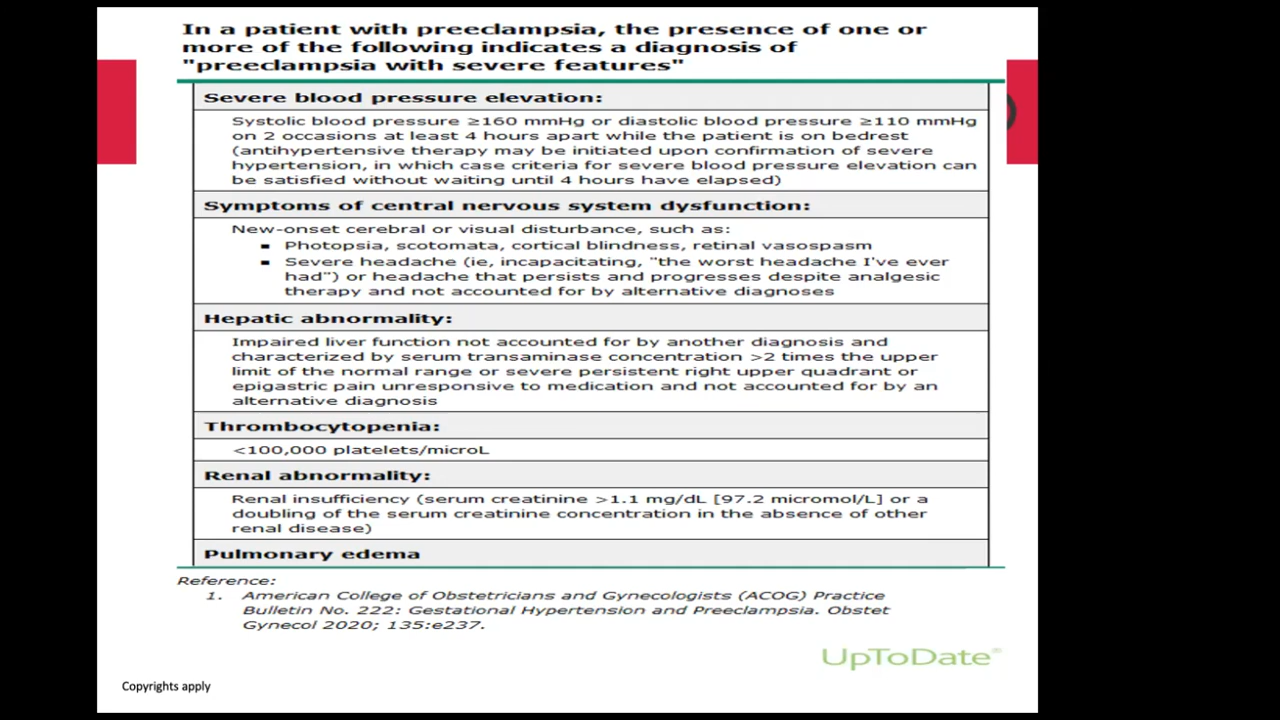 In a patient with preeclampsia, the presence of one or
more of the following indicates a diagnosis of
"preeclampsia with severe features"
Severe blood pressure elevation:
Systolic blood pressure ≥160 mmHg or diastolic blood pressure ≥110 mmHg
on 2 occasions at least 4 hours apart while the patient is on bedrest
(antihypertensive therapy may be initiated upon confirmation of severe
hypertension, in which case criteria for severe blood pressure elevation can
be satisfied without waiting until 4 hours have elapsed)
Symptoms of central nervous system dysfunction:
New-onset cerebral or visual disturbance, such as:
▪ Photopsia, scotomata, cortical blindness, retinal vasospasm
▪ Severe headache (ie, incapacitating, "the worst headache I've ever
had") or headache that persists and progresses despite analgesic
therapy and not accounted for by alternative diagnoses
Hepatic abnormality:
Impaired liver function not accounted for by another diagnosis and
characterized by serum transaminase concentration >2 times the upper
limit of the normal range or severe persistent right upper quadrant or
epigastric pain unresponsive to medication and not accounted for by an
alternative diagnosis
Thrombocytopenia:
<100,000 platelets/microL
Renal abnormality:
Renal insufficiency (serum creatinine >1.1 mg/dL [97.2 micromol/L] or a
doubling of the serum creatinine concentration in the absence of other
renal disease)
Pulmonary edema
Reference:
1. American College of Obstetricians and Gynecologists (ACOG) Practice
Bulletin No. 222: Gestational Hypertension and Preeclampsia. Obstet
Gynecol 2020; 135:e237.
UpToDate®
Copyrights apply